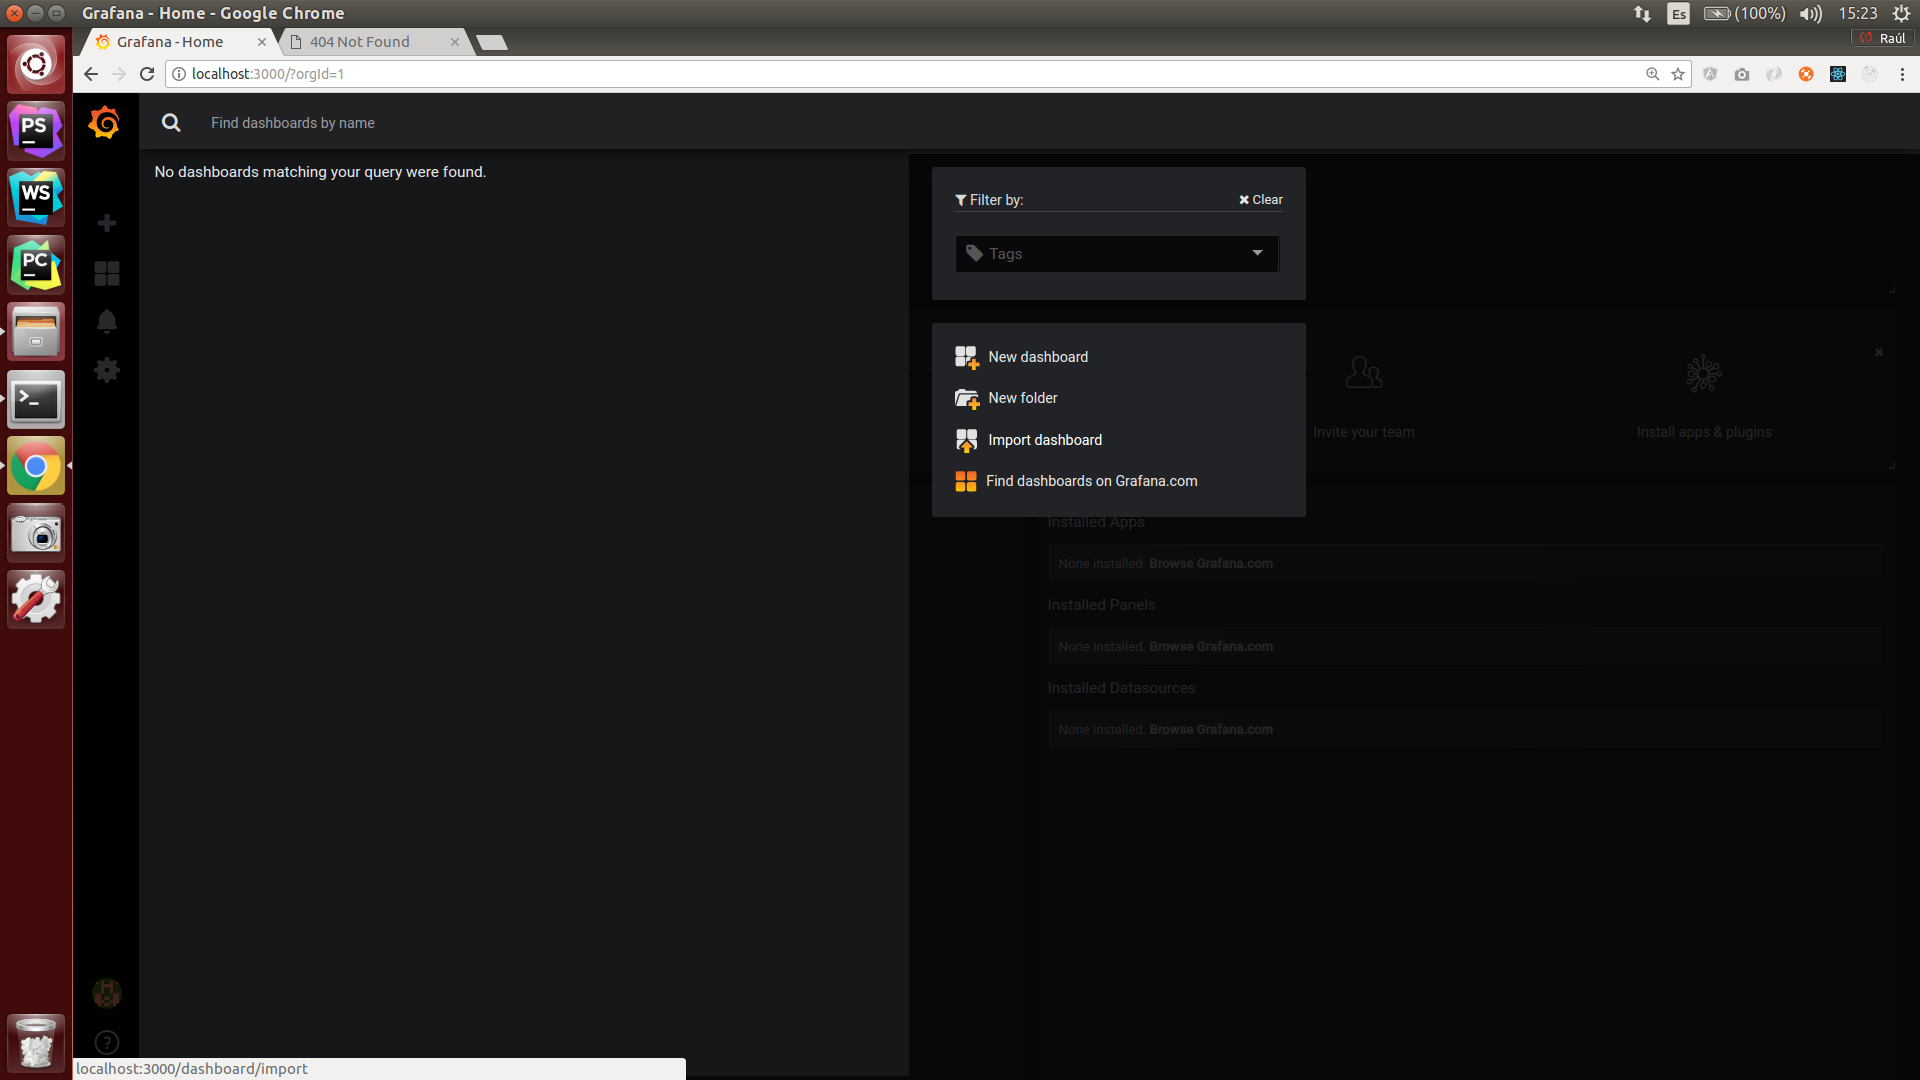 Grafana - Home - Google Chrome
Es
(100%)
15:23
Grafana - Home
404 Not Found
Raúl
localhost:3000/?orgId=1
PS
WS
PC
>_
Find dashboards by name
No dashboards matching your query were found.
Filter by:
Clear
Tags
New dashboard
New folder
Import dashboard
Find dashboards on Grafana.com
Invite your team
Install apps & plugins
Installed Apps
None installed. Browse Grafana.com
Installed Panels
None installed. Browse Grafana.com
Installed Datasources
None installed. Browse Grafana.com
localhost:3000/dashboard/import